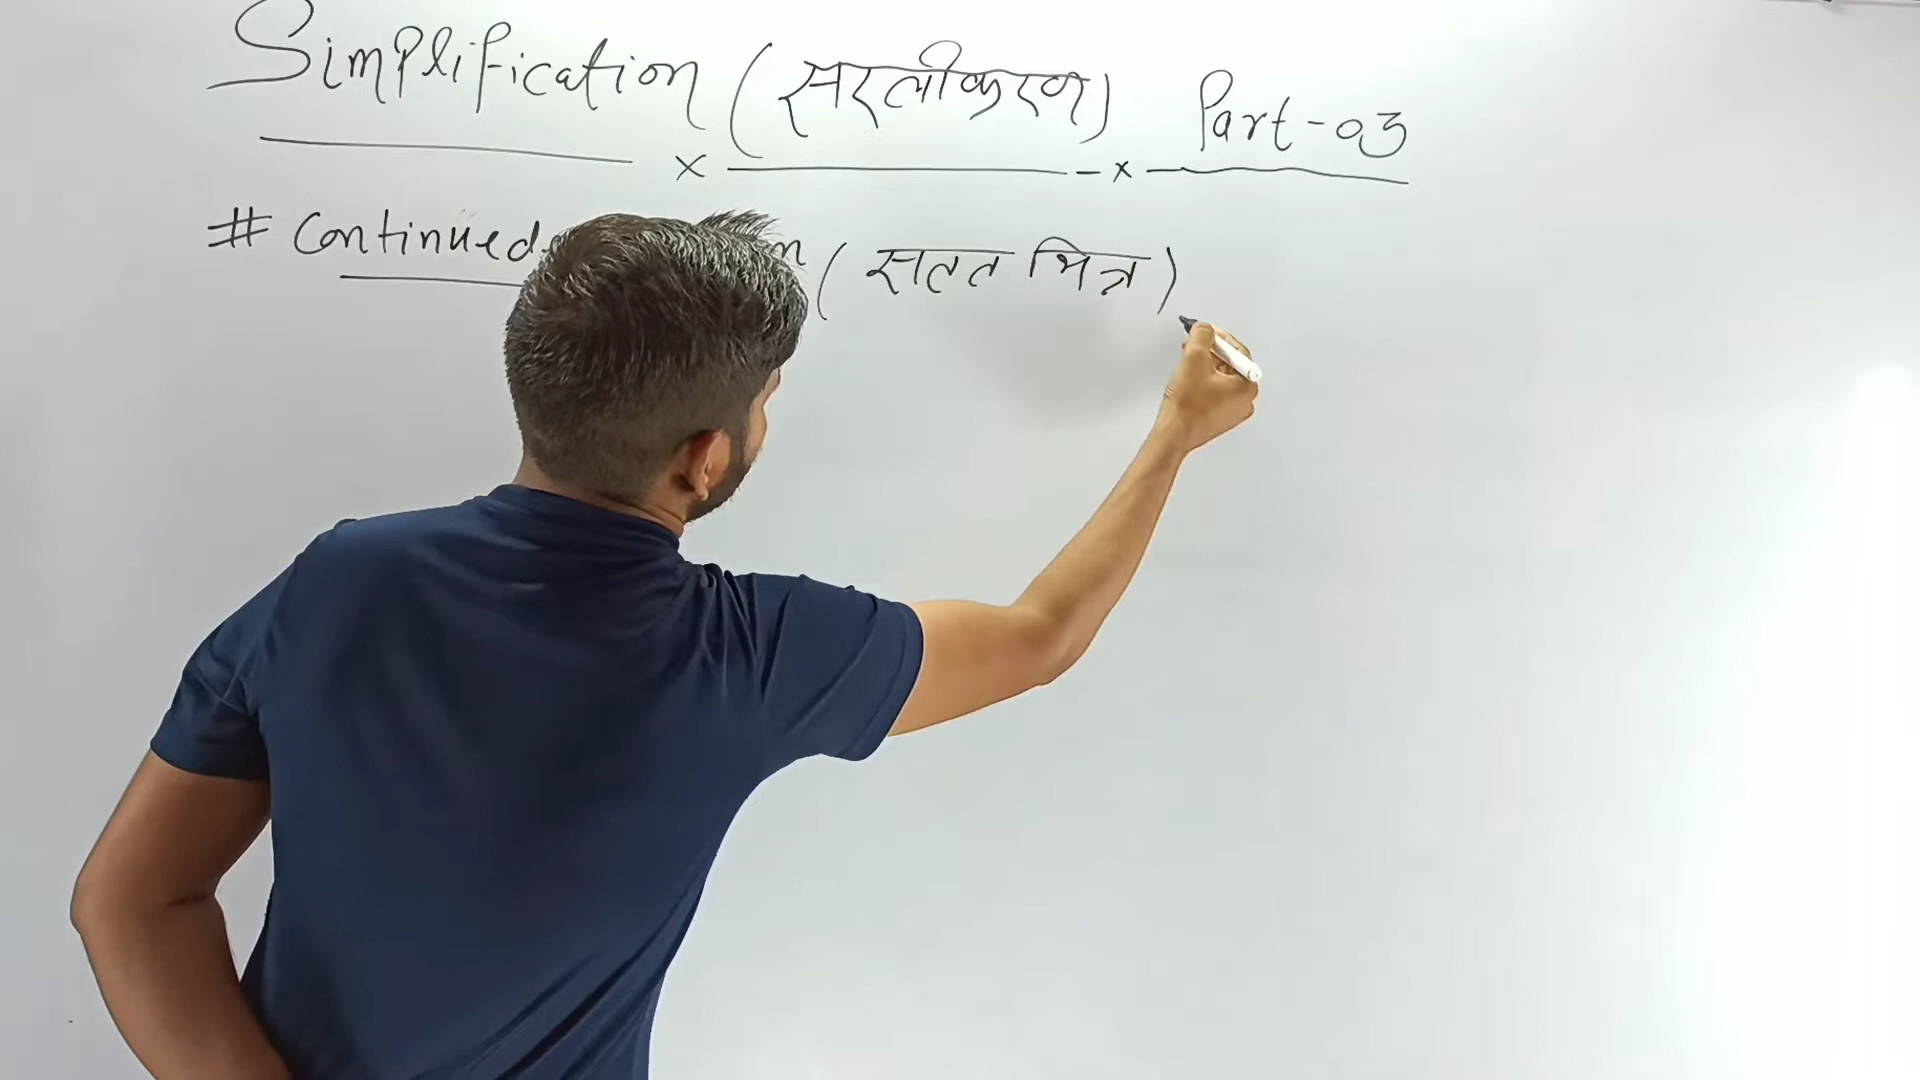 Simplification (सरलीकरण) Part-03
# Continued (सतत भिन्न)